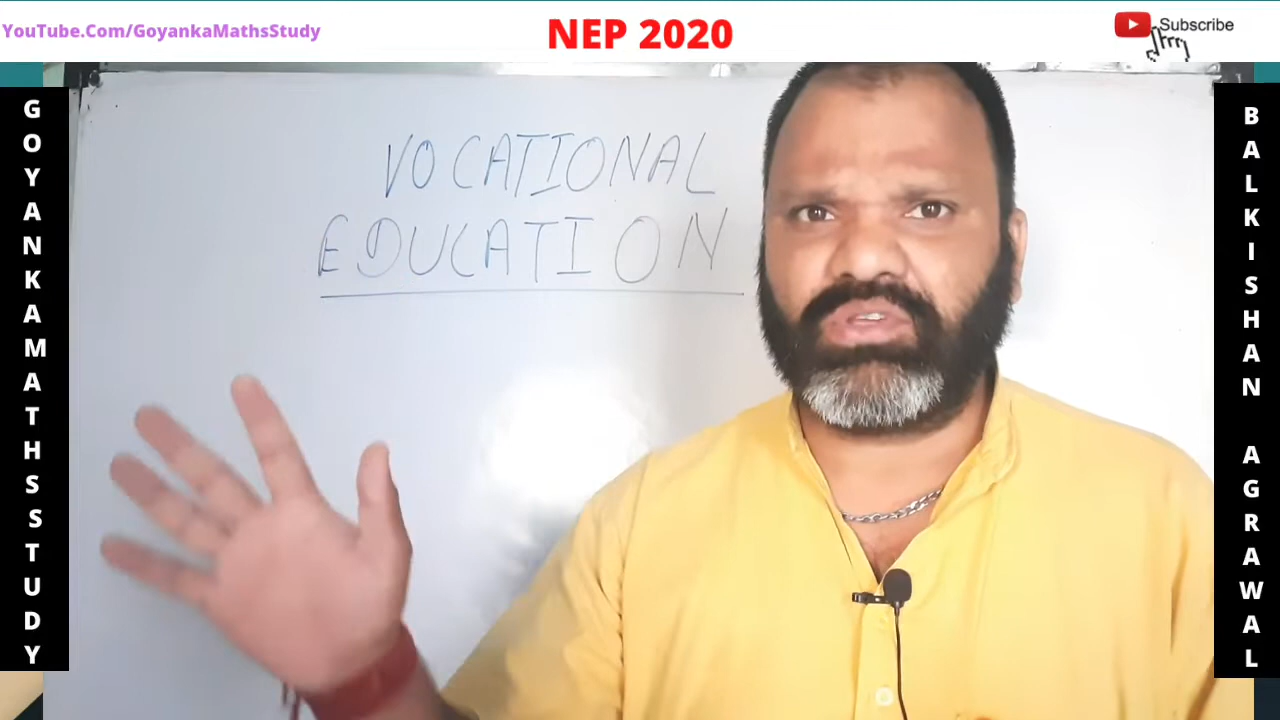 YouTube.Com/GoyankaMathsStudy
NEP 2020
Subscribe
GOYANKAMATHSSTUDY
VOCATIONAL
EDUCATION
BALKISHAN AGRAWAL